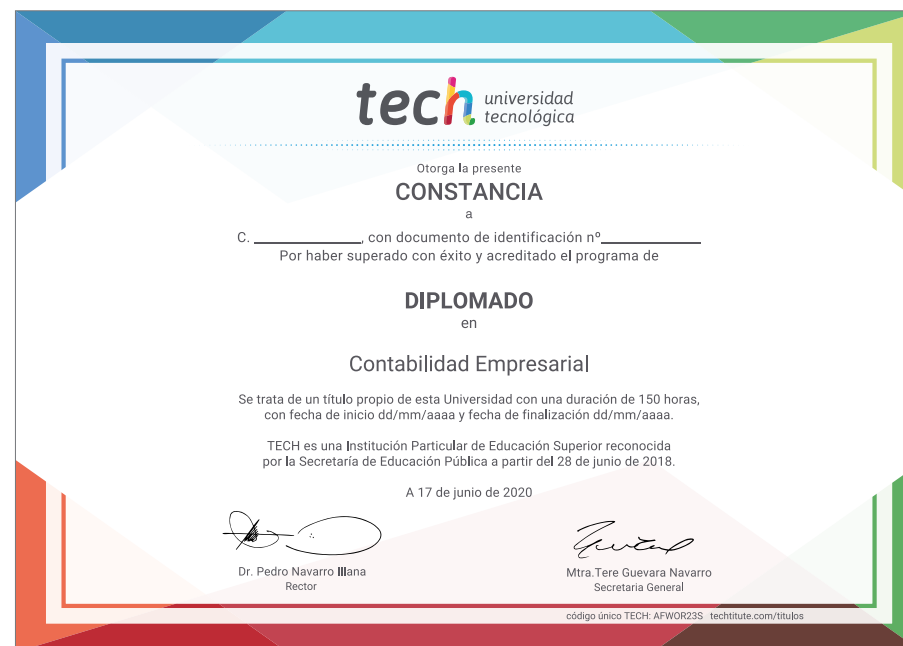 tech universidad
tecnológica
Otorga la presente
CONSTANCIA
a
C. ____________, con documento de identificación nº___________
Por haber superado con éxito y acreditado el programa de
DIPLOMADO
en
Contabilidad Empresarial
Se trata de un título propio de esta Universidad con una duración de 150 horas,
con fecha de inicio dd/mm/aaaa y fecha de finalización dd/mm/aaaa.
TECH es una Institución Particular de Educación Superior reconocida
por la Secretaría de Educación Pública a partir del 28 de junio de 2018.
A 17 de junio de 2020
Dr. Pedro Navarro Illana
Rector
Mtra.Tere Guevara Navarro
Secretaria General
código único TECH: AFWOR23S techtitute.com/titulos